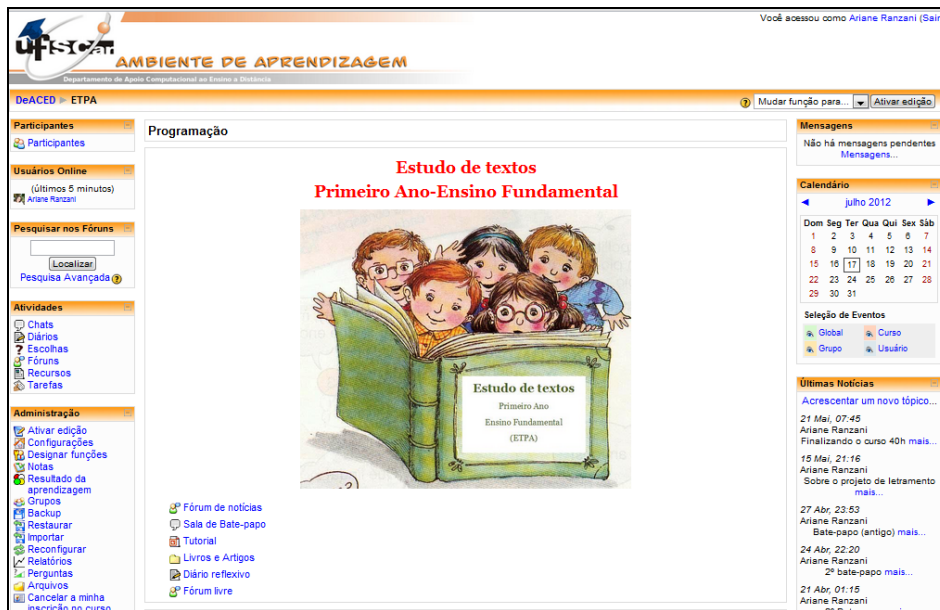 Você acessou como Ariane Ranzani (Sair
ufscar
AMBIENTE DE APRENDIZAGEM
Departamento de Apoio Computacional ao Ensino a Distância
DeACED ► ETPA
Mudar função para...
Ativar edição
Participantes
Participantes
Usuários Online
(últimos 5 minutos)
Ariane Ranzani
Pesquisar nos Fóruns
Localizar
Pesquisa Avançada
Atividades
Chats
Diários
Escolhas
Fóruns
Recursos
Tarefas
Administração
Ativar edição
Configurações
Designar funções
Notas
Resultado da
aprendizagem
Grupos
Backup
Restaurar
Importar
Reconfigurar
Relatórios
Perguntas
Arquivos
Cancelar a minha
inscrição no curso
Programação
Estudo de textos
Primeiro Ano-Ensino Fundamental
Estudo de textos
Primeiro Ano
Ensino Fundamental
(ETPA)
Fórum de notícias
Sala de Bate-papo
Tutorial
Livros e Artigos
Diário reflexivo
Fórum livre
Mensagens
Não há mensagens pendentes
Mensagens...
Calendário
◄ julho 2012 ►
Dom Seg Ter Qua Qui Sex Sáb
1 2 3 4 5 6 7
8 9 10 11 12 13 14
15 16 17 18 19 20 21
22 23 24 25 26 27 28
29 30 31
Seleção de Eventos
Global Curso
Grupo Usuário
Últimas Notícias
Acrescentar um novo tópico...
21 Mai, 07:45
Ariane Ranzani
Finalizando o curso 40h mais...
15 Mai, 21:16
Ariane Ranzani
Sobre o projeto de letramento
mais...
27 Abr, 23:53
Ariane Ranzani
Bate-papo (antigo) mais...
24 Abr, 22:20
Ariane Ranzani
2º bate-papo mais...
21 Abr, 01:15
Ariane Ranzani